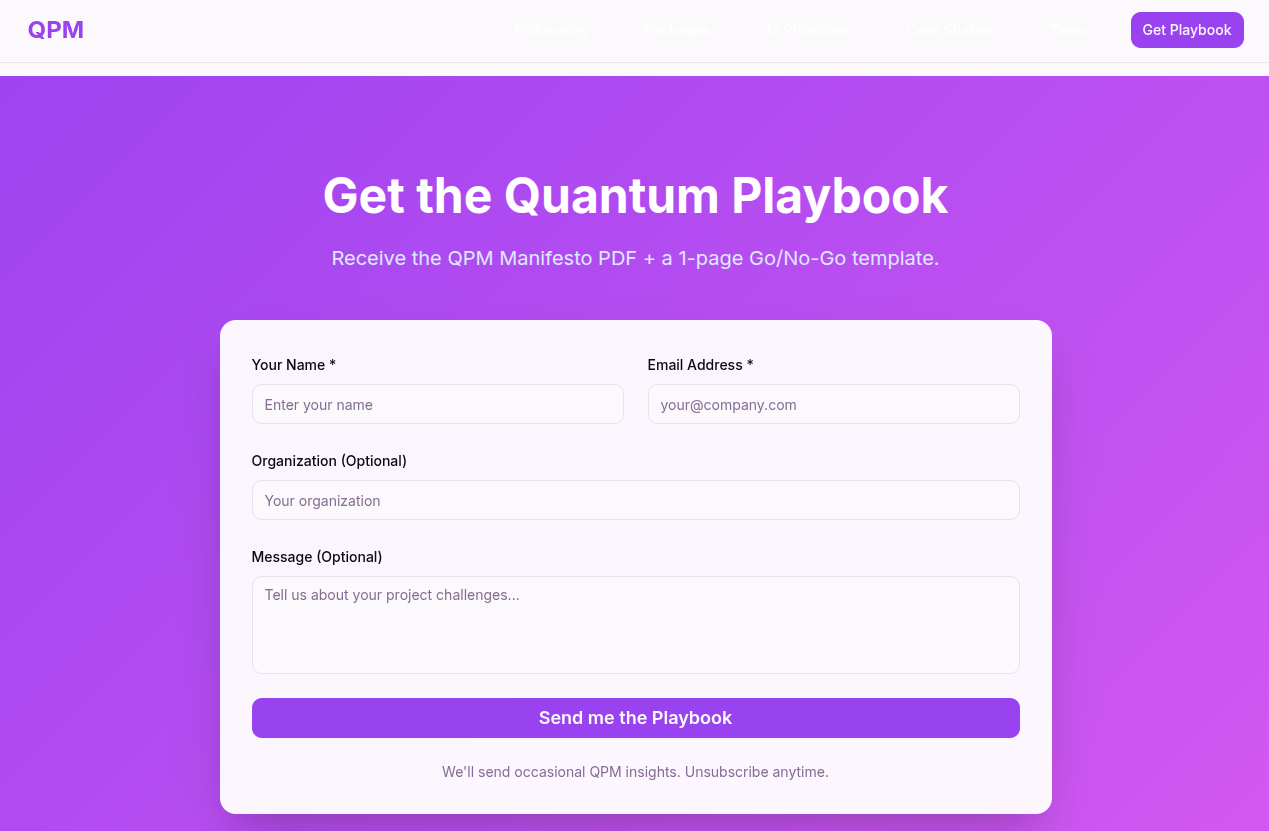 QPM
Philosophy Packages 13 Principles Case Studies Team Get Playbook
Get the Quantum Playbook
Receive the QPM Manifesto PDF + a 1-page Go/No-Go template.
Your Name * Email Address *
Enter your name your@company.com
Organization (Optional)
Your organization
Message (Optional)
Tell us about your project challenges...
Send me the Playbook
We'll send occasional QPM insights. Unsubscribe anytime.